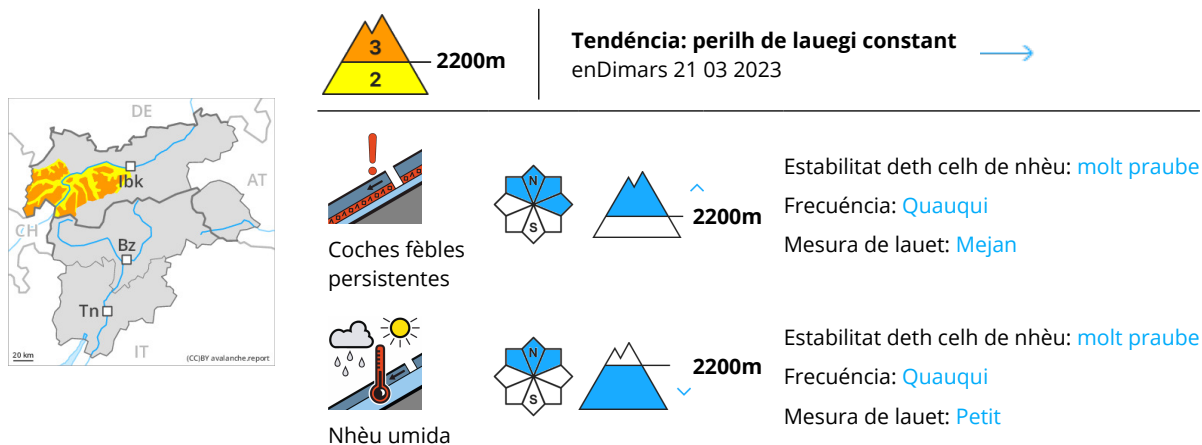 3
2
2200m
Tendéncia: perilh de lauegi constant
enDimars 21 03 2023
DE
AT
CH
IT
Ibk
Bz
Tn
20 km
(CC)BY avalanche.report
Coches fèbles
persistentes
N
S
2200m
Estabilitat deth celh de nhèu: molt praube
Frecuéncia: Quauqui
Mesura de lauet: Mejan
Nhèu umida
N
S
2200m
Estabilitat deth celh de nhèu: molt praube
Frecuéncia: Quauqui
Mesura de lauet: Petit